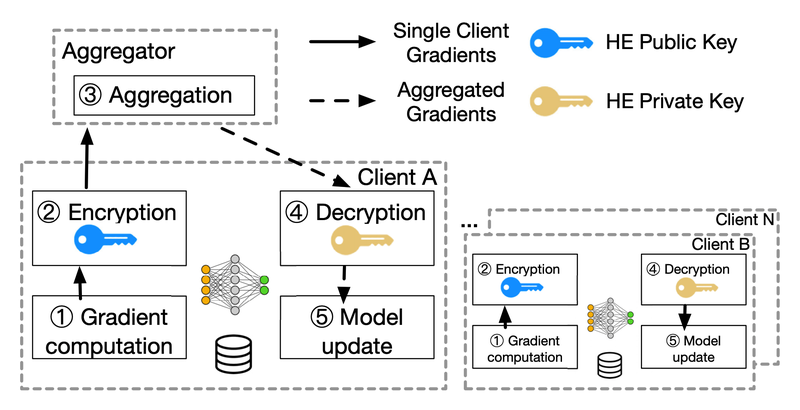 Aggregator
③ Aggregation
Single Client
Gradients
HE Public Key
Aggregated
Gradients
HE Private Key
Client A
② Encryption
④ Decryption
① Gradient
computation
⑤ Model
update
...
Client N
Client B
② Encryption
④ Decryption
① Gradient
computation
⑤ Model
update